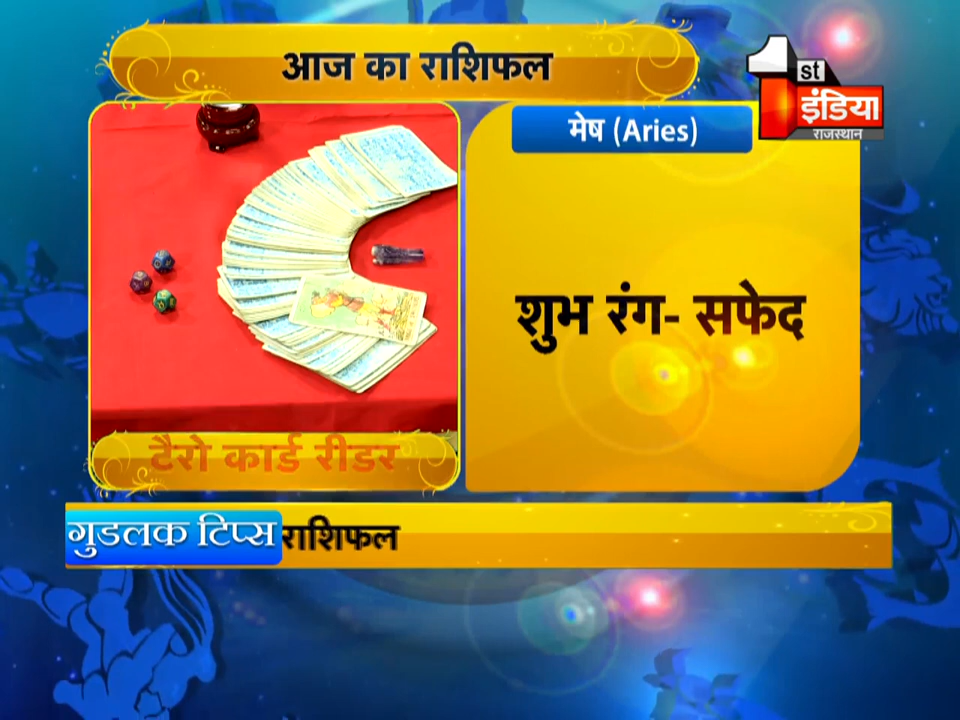 आज का राशिफल
1st
इंडिया
राजस्थान
मेष (Aries)
शुभ रंग- सफेद
टैरो कार्ड रीडर
गुडलक टिप्स
राशिफल